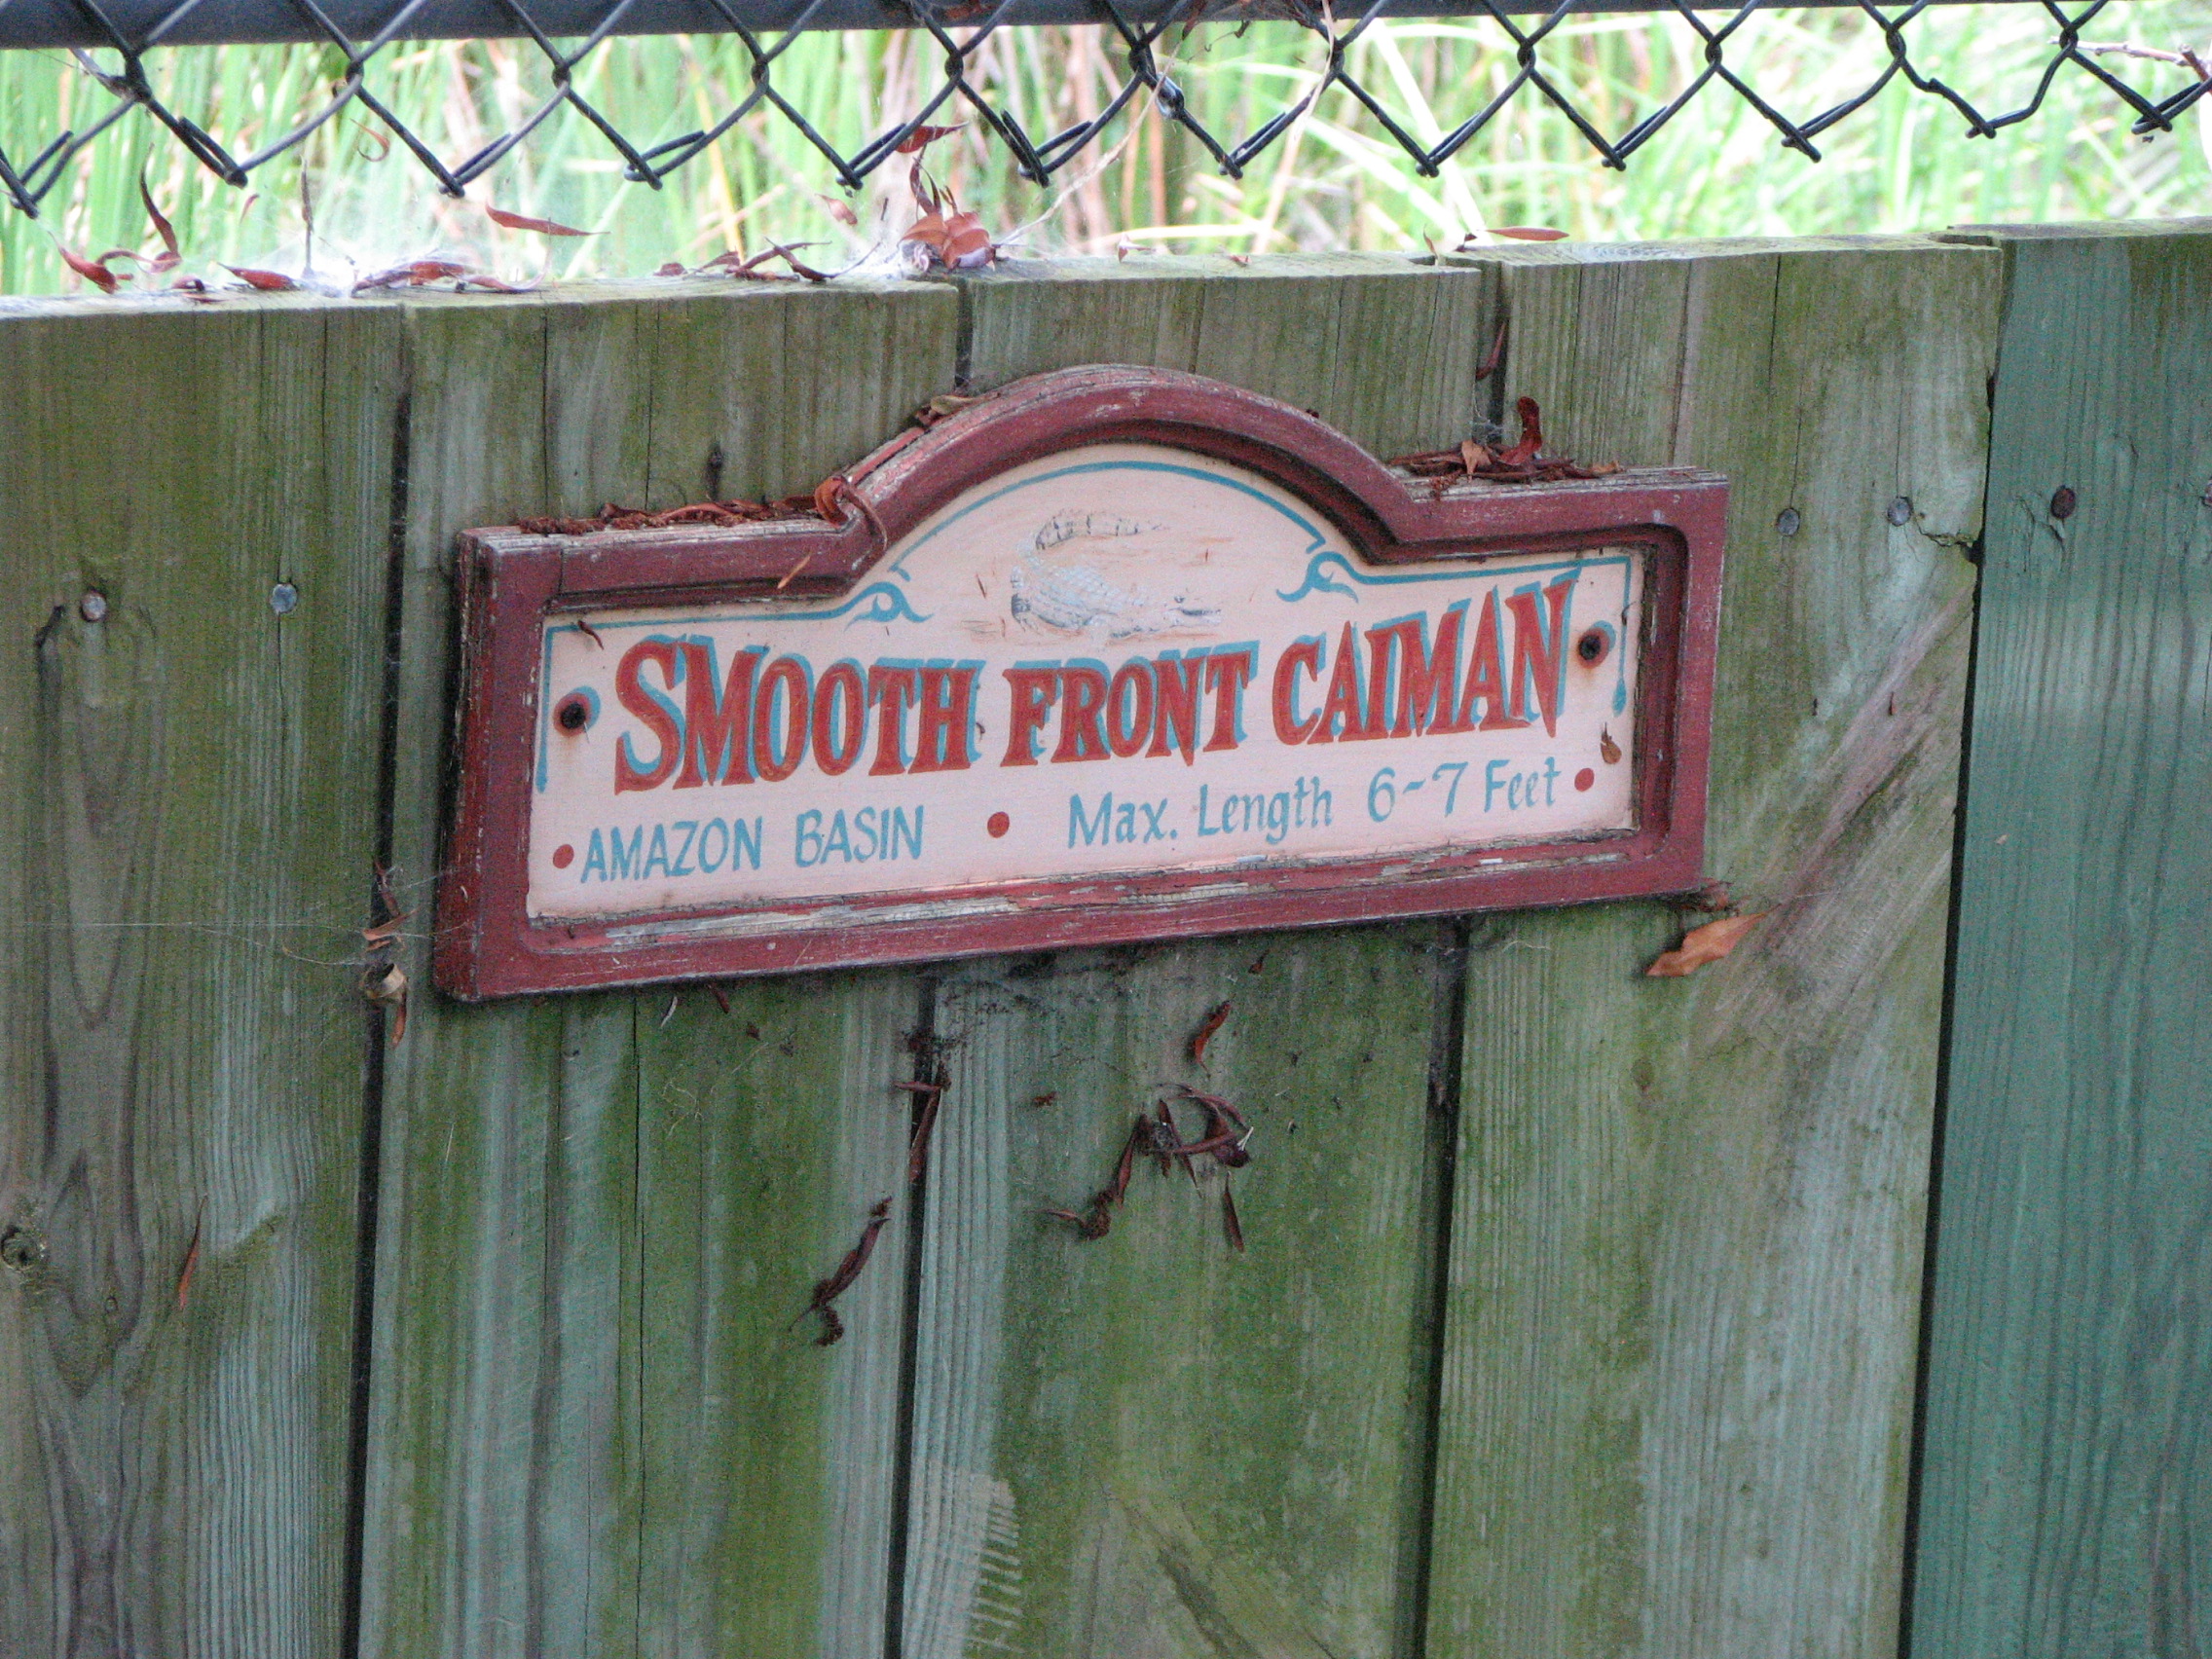 SMOOTH FRONT CAIMAN
• AMAZON BASIN • Max. Length 6-7 Feet •